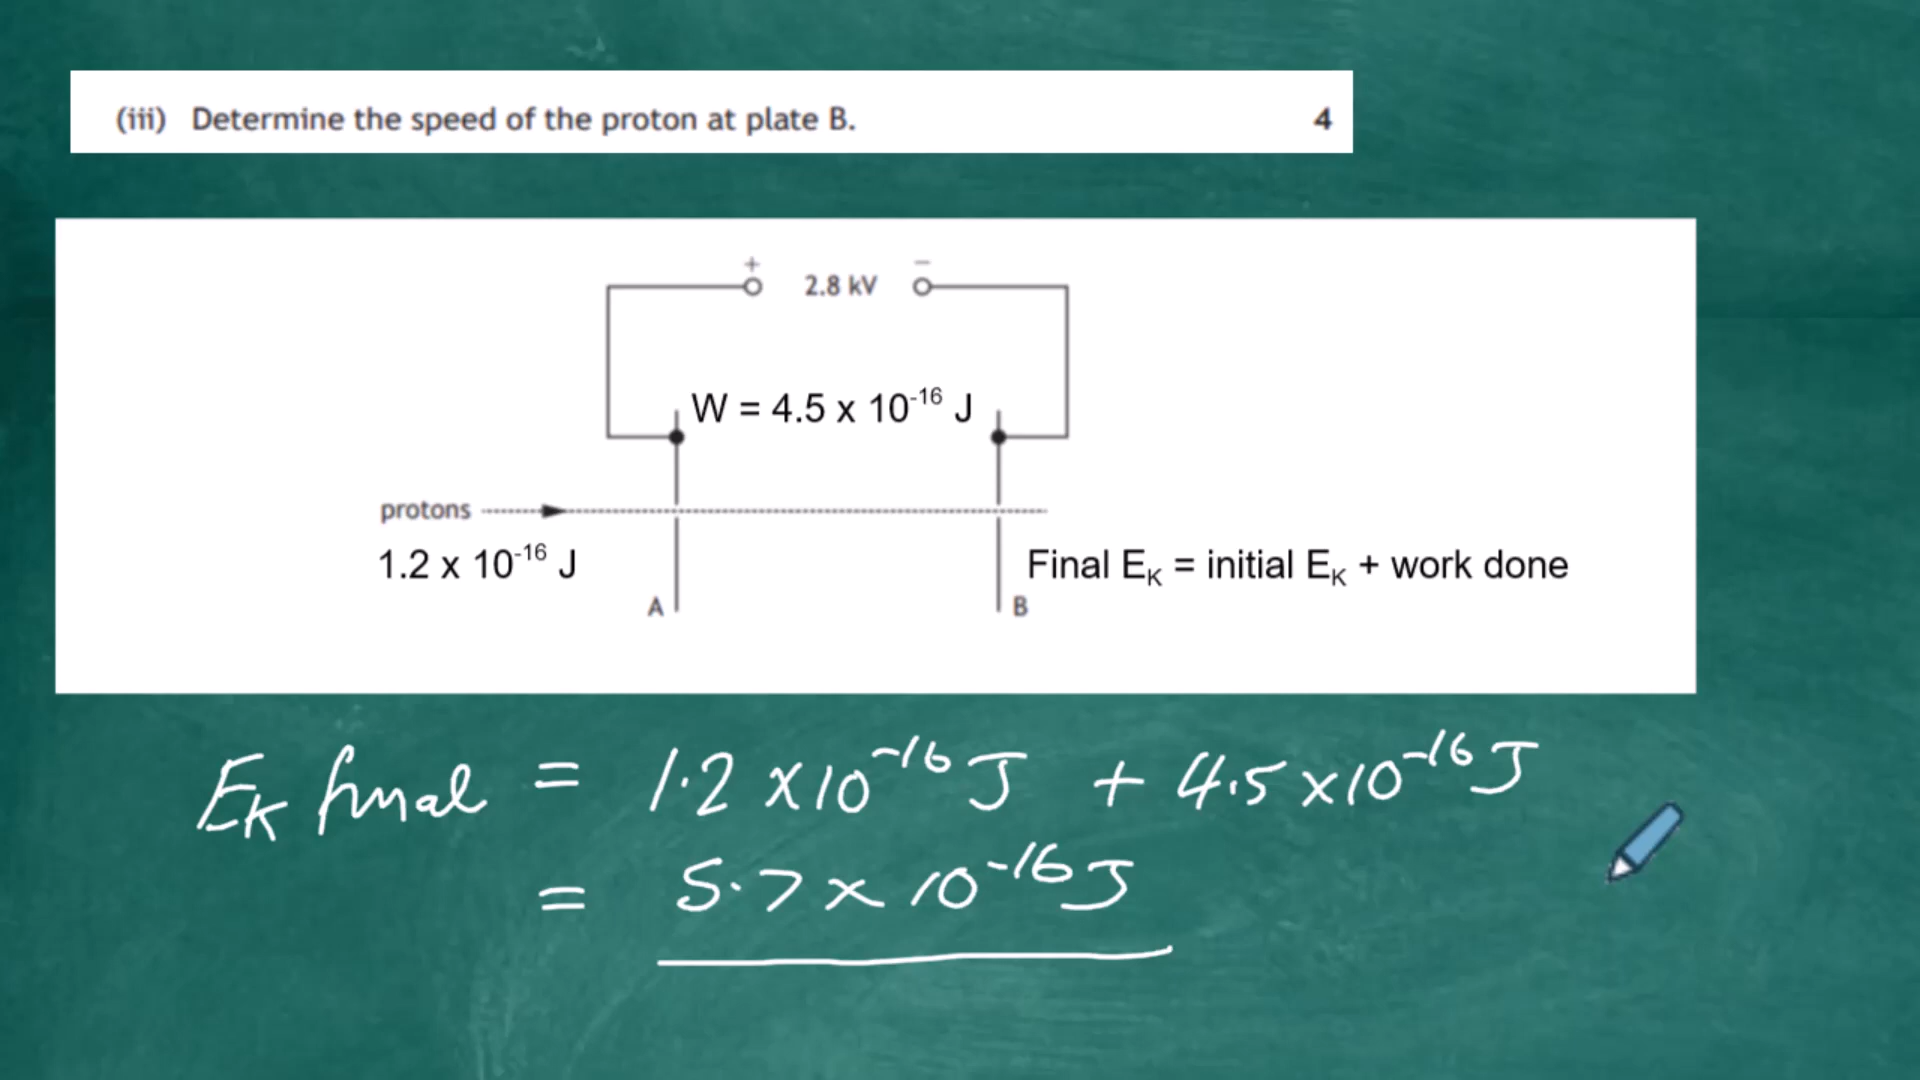 (iii) Determine the speed of the proton at plate B. 4
+ 2.8 kV −
W = 4.5 x 10⁻¹⁶ J
protons
1.2 x 10⁻¹⁶ J
Final Eₖ = initial Eₖ + work done
A B
Eₖ final = 1.2 x 10⁻¹⁶ J + 4.5 x 10⁻¹⁶ J
= 5.7 x 10⁻¹⁶ J